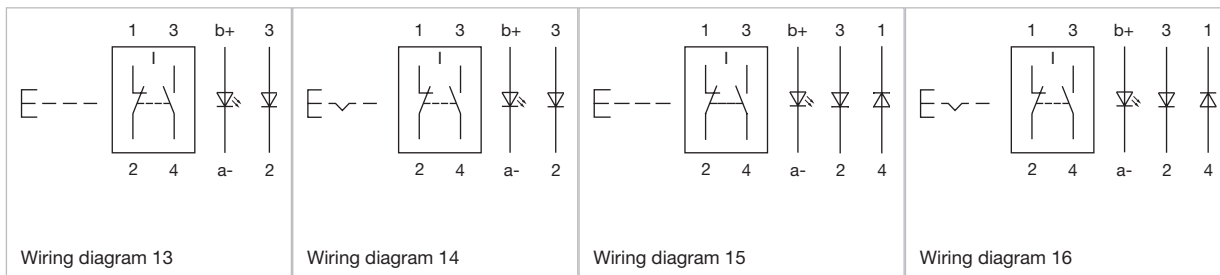 1 3 b+ 3
I
2 4 a- 2
Wiring diagram 13
1 3 b+ 3
I
2 4 a- 2
Wiring diagram 14
1 3 b+ 3 1
I
2 4 a- 2 4
Wiring diagram 15
1 3 b+ 3 1
I
2 4 a- 2 4
Wiring diagram 16